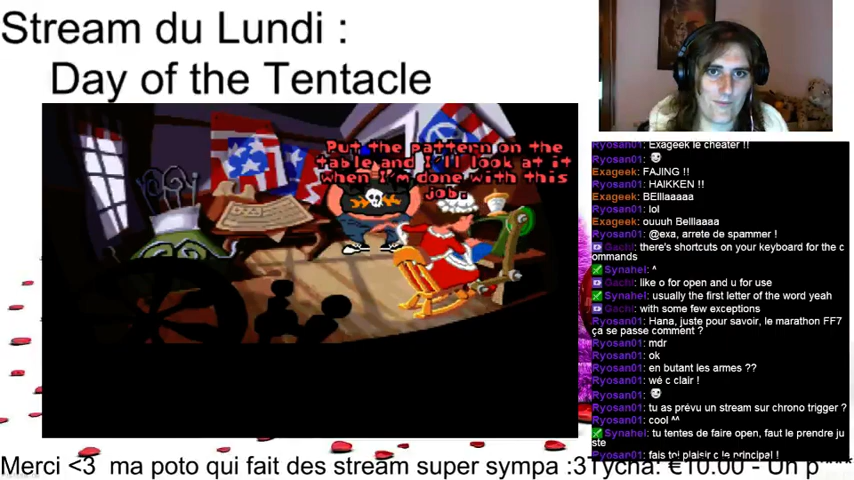 Stream du Lundi :
Day of the Tentacle
Put the pattern on the
table and I'll look at it
when I'm done with this
job.
Ryosan01: Exageek le cheater !!
Ryosan01:
Exageek: FAJING !!
Ryosan01: HAIKKEN !!
Exageek: BElllaaaaa
Ryosan01: lol
Exageek: ouuuh Belllaaaa
Ryosan01: @exa, arrete de spammer !
Gachl: there's shortcuts on your keyboard for the c
ommands
Synahel: ^
Gachl: like o for open and u for use
Synahel: usually the first letter of the word yeah
Gachl: with some few exceptions
Ryosan01: Hana, juste pour savoir, le marathon FF7
ça se passe comment ?
Ryosan01: mdr
Ryosan01: ok
Ryosan01: en butant les armes ??
Ryosan01: wé c clair !
Ryosan01:
Ryosan01: tu as prévu un stream sur chrono trigger ?
Ryosan01: cool ^^
Synahel: tu tentes de faire open, faut le prendre ju
ste
Ryosan01: fais toi plaisir c le principal !
Merci <3 ma poto qui fait des stream super sympa :3Tycha: €10.00 - Un p